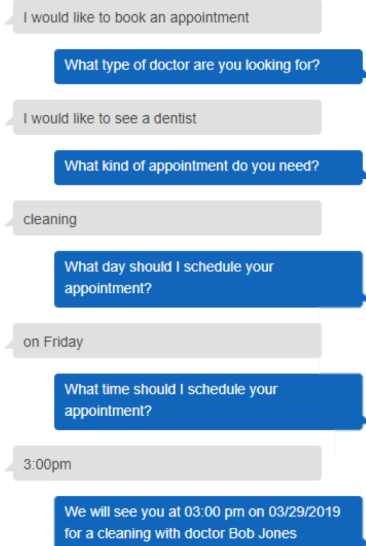 I would like to book an appointment
What type of doctor are you looking for?
I would like to see a dentist
What kind of appointment do you need?
cleaning
What day should I schedule your
appointment?
on Friday
What time should I schedule your
appointment?
3:00pm
We will see you at 03:00 pm on 03/29/2019
for a cleaning with doctor Bob Jones